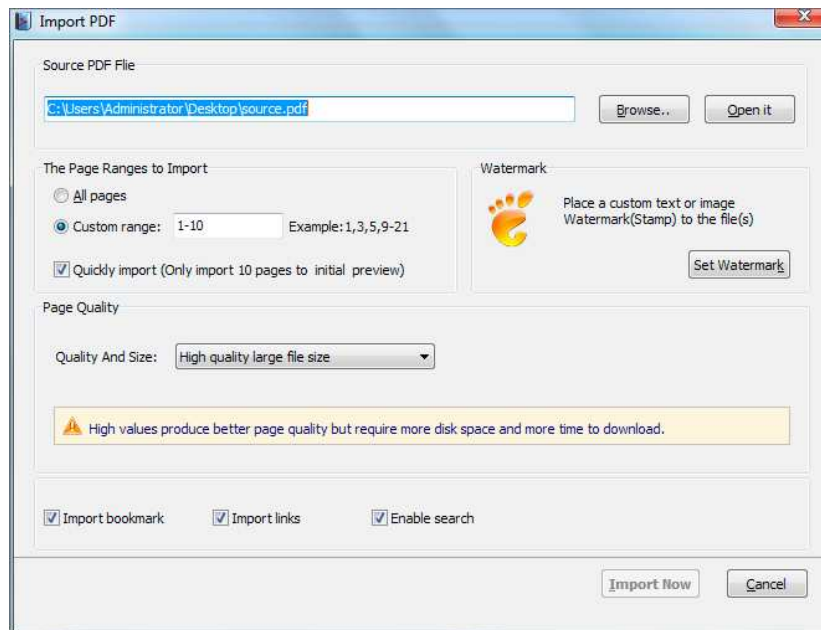 Import PDF
Source PDF Flie
C:\Users\Administrator\Desktop\source.pdf
Browse..
Open it
The Page Ranges to Import
All pages
Custom range: 1-10 Example:1,3,5,9-21
Quickly import (Only import 10 pages to initial preview)
Watermark
Place a custom text or image
Watermark(Stamp) to the file(s)
Set Watermark
Page Quality
Quality And Size: High quality large file size
High values produce better page quality but require more disk space and more time to download.
Import bookmark Import links Enable search
Import Now Cancel